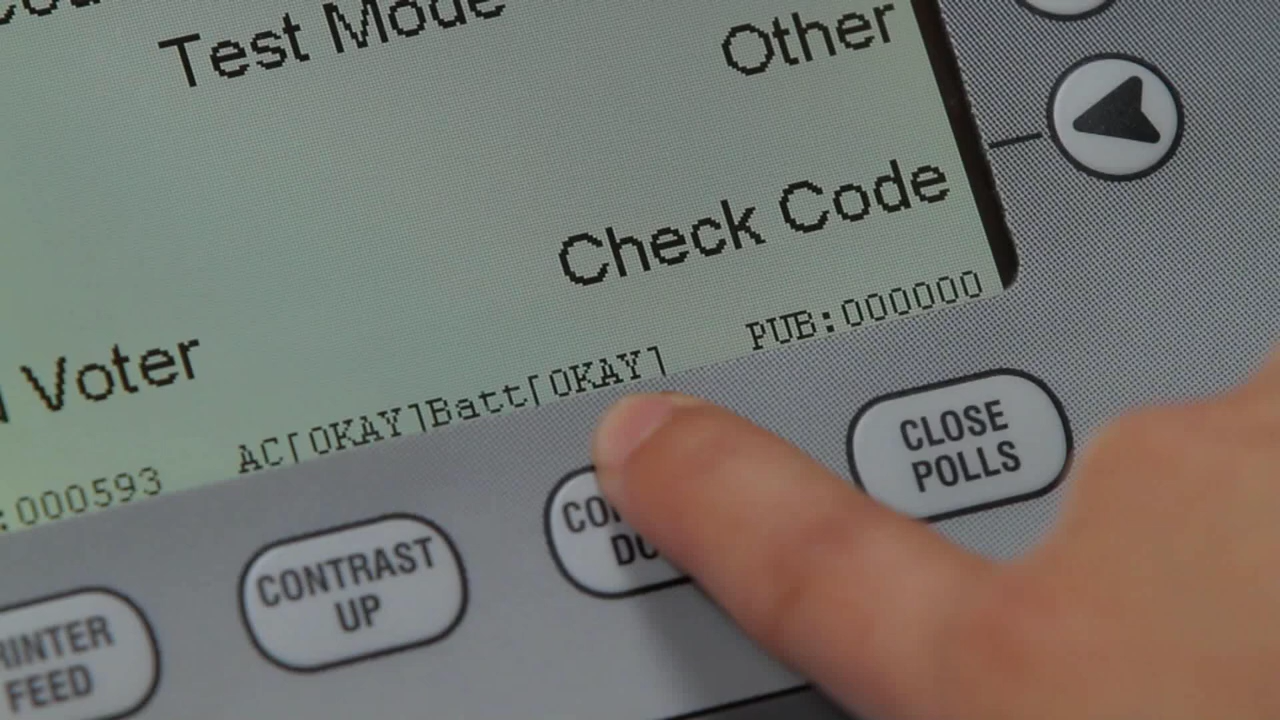 Test Mode
Other
Check Code
Voter
:000593 AC[OKAY]Batt[OKAY] PUB:000000
CLOSE
POLLS
CONTRAST
UP
FEED